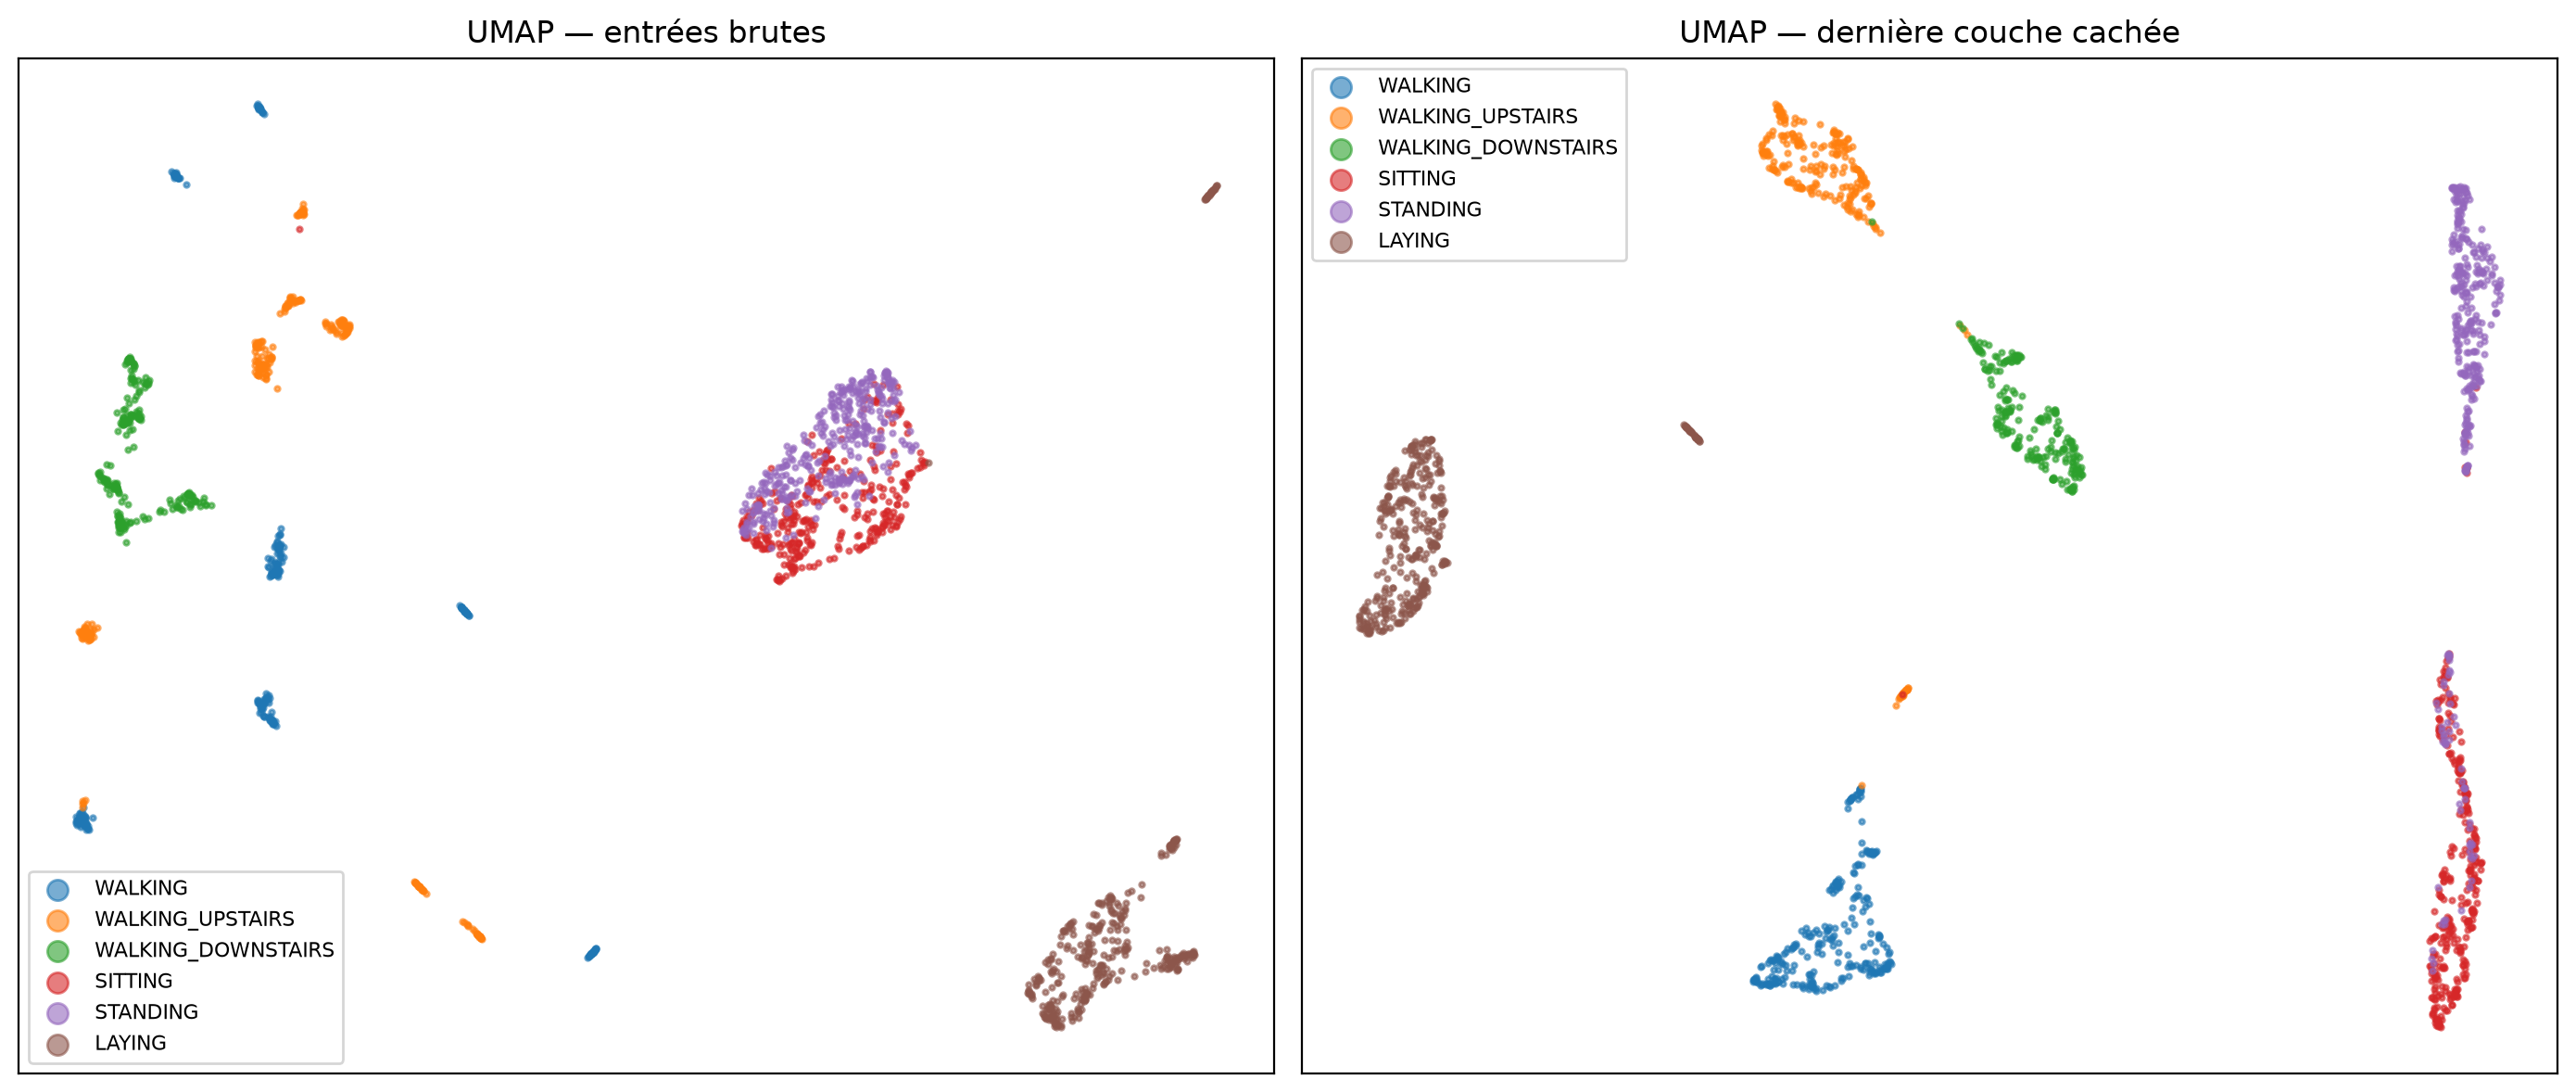 UMAP — entrées brutes
WALKING
WALKING_UPSTAIRS
WALKING_DOWNSTAIRS
SITTING
STANDING
LAYING
UMAP — dernière couche cachée
WALKING
WALKING_UPSTAIRS
WALKING_DOWNSTAIRS
SITTING
STANDING
LAYING